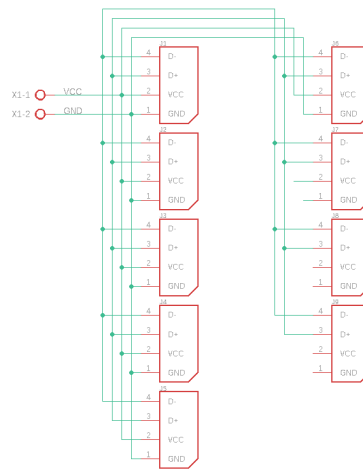 J1
4 D-
3 D+
2 VCC
1 GND
X1-1 VCC
X1-2 GND
J2
4 D-
3 D+
2 VCC
1 GND
J3
4 D-
3 D+
2 VCC
1 GND
J4
4 D-
3 D+
2 VCC
1 GND
J5
4 D-
3 D+
2 VCC
1 GND
J6
4 D-
3 D+
2 VCC
1 GND
J7
4 D-
3 D+
2 VCC
1 GND
J8
4 D-
3 D+
2 VCC
1 GND
J9
4 D-
3 D+
2 VCC
1 GND